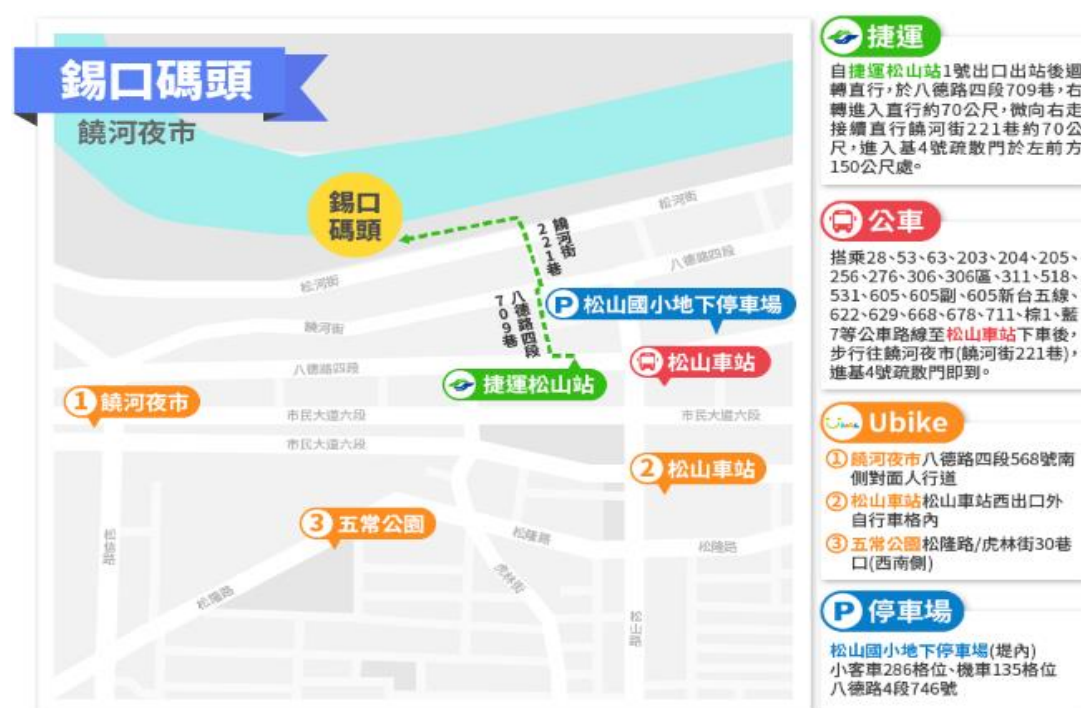 錫口碼頭
饒河夜市
錫口
碼頭
饒河街
221巷
松河街
八德路四段
松河街
八德路四段
709巷
P 松山國小地下停車場
饒河街
松山車站
八德路四段
捷運松山站
1 饒河夜市
市民大道六段
市民大道六段
市民大道六段
2 松山車站
3 五常公園
松信路
松隆路
松隆路
虎林街
松隆路
松山路
捷運
自捷運松山站1號出口出站後迴
轉直行,於八德路四段709巷,右
轉進入直行約70公尺,微向右走
接續直行饒河街221巷約70公
尺,進入基4號疏散門於左前方
150公尺處。
公車
搭乘28、53、63、203、204、205、
256、276、306、306區、311、518、
531、605、605副、605新台五線、
622、629、668、678、711、棕1、藍
7等公車路線至松山車站下車後,
步行往饒河夜市(饒河街221巷),
進基4號疏散門即到。
Ubike
①饒河夜市八德路四段568號南
側對面人行道
②松山車站松山車站西出口外
自行車格內
③五常公園松隆路/虎林街30巷
口(西南側)
P 停車場
松山國小地下停車場(堤內)
小客車286格位、機車135格位
八德路4段746號